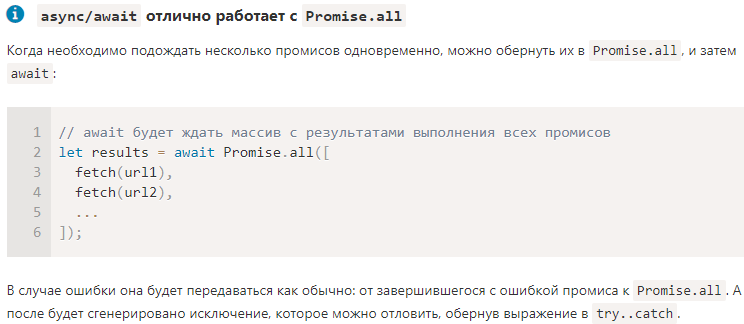 async/await отлично работает с Promise.all
Когда необходимо подождать несколько промисов одновременно, можно обернуть их в Promise.all, и затем
await:
1 // await будет ждать массив с результатами выполнения всех промисов
2 let results = await Promise.all([
3 fetch(url1),
4 fetch(url2),
5 ...
6 ]);
В случае ошибки она будет передаваться как обычно: от завершившегося с ошибкой промиса к Promise.all. А
после будет сгенерировано исключение, которое можно отловить, обернув выражение в try..catch.